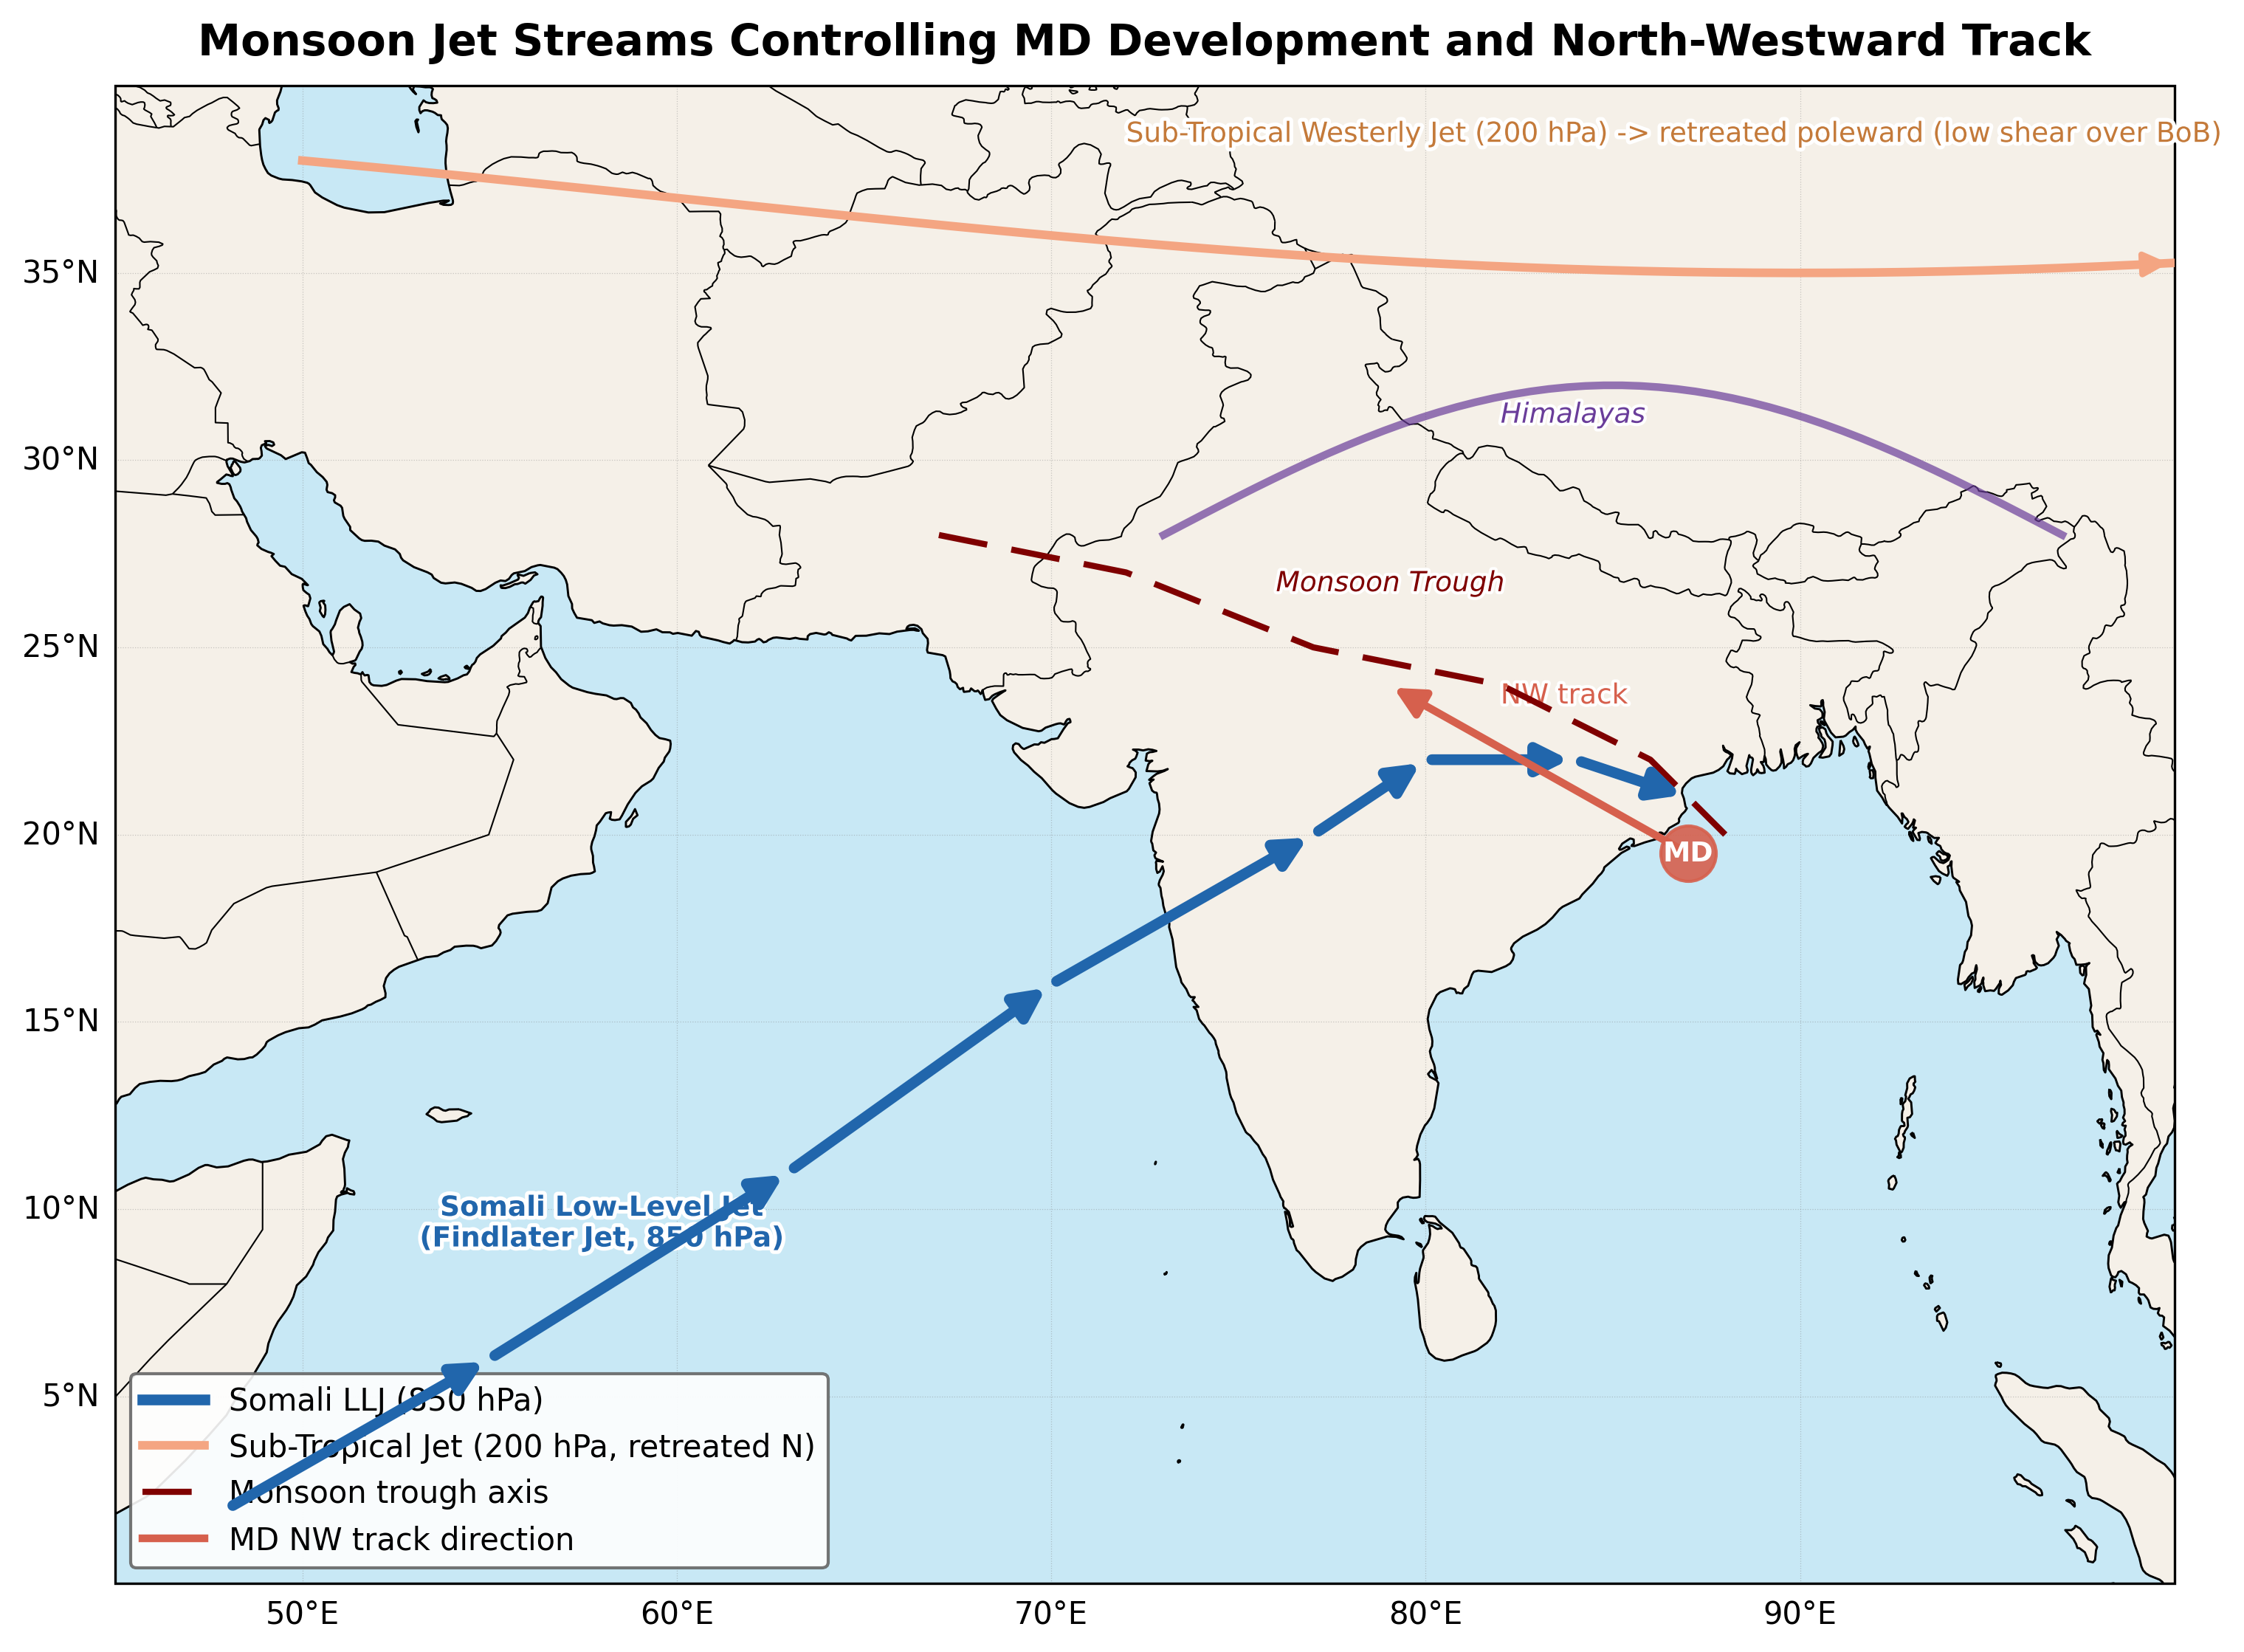 Monsoon Jet Streams Controlling MD Development and North-Westward Track
Sub-Tropical Westerly Jet (200 hPa) -> retreated poleward (low shear over BoB)
35°N
Himalayas
30°N
Monsoon Trough
25°N
NW track
20°N
MD
15°N
10°N
Somali Low-Level Jet
(Findlater Jet, 850 hPa)
5°N
Somali LLJ (850 hPa)
Sub-Tropical Jet (200 hPa, retreated N)
Monsoon trough axis
MD NW track direction
50°E
60°E
70°E
80°E
90°E